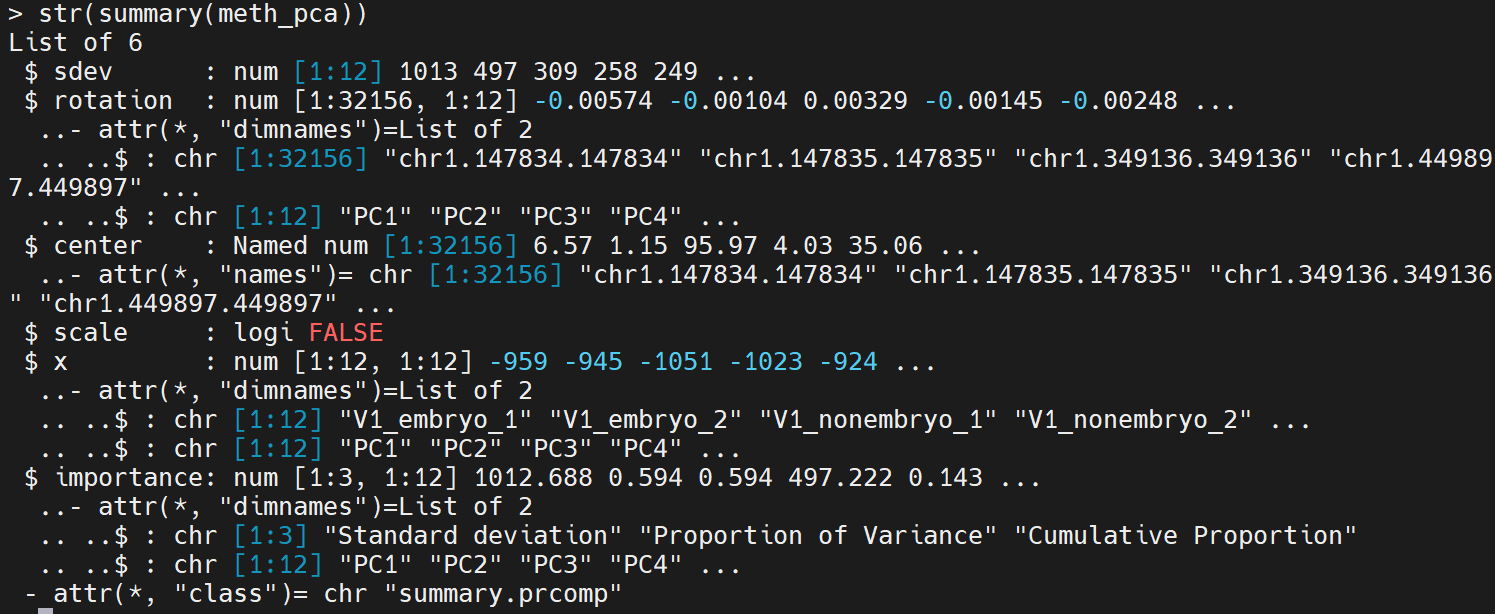 > str(summary(meth_pca))
List of 6
 $ sdev      : num [1:12] 1013 497 309 258 249 ...
 $ rotation  : num [1:32156, 1:12] -0.00574 -0.00104 0.00329 -0.00145 -0.00248 ...
  ..- attr(*, "dimnames")=List of 2
  .. ..$ : chr [1:32156] "chr1.147834.147834" "chr1.147835.147835" "chr1.349136.349136" "chr1.44989
7.449897" ...
  .. ..$ : chr [1:12] "PC1" "PC2" "PC3" "PC4" ...
 $ center    : Named num [1:32156] 6.57 1.15 95.97 4.03 35.06 ...
  ..- attr(*, "names")= chr [1:32156] "chr1.147834.147834" "chr1.147835.147835" "chr1.349136.349136
" "chr1.449897.449897" ...
 $ scale     : logi FALSE
 $ x         : num [1:12, 1:12] -959 -945 -1051 -1023 -924 ...
  ..- attr(*, "dimnames")=List of 2
  .. ..$ : chr [1:12] "V1_embryo_1" "V1_embryo_2" "V1_nonembryo_1" "V1_nonembryo_2" ...
  .. ..$ : chr [1:12] "PC1" "PC2" "PC3" "PC4" ...
 $ importance: num [1:3, 1:12] 1012.688 0.594 0.594 497.222 0.143 ...
  ..- attr(*, "dimnames")=List of 2
  .. ..$ : chr [1:3] "Standard deviation" "Proportion of Variance" "Cumulative Proportion"
  .. ..$ : chr [1:12] "PC1" "PC2" "PC3" "PC4" ...
 - attr(*, "class")= chr "summary.prcomp"